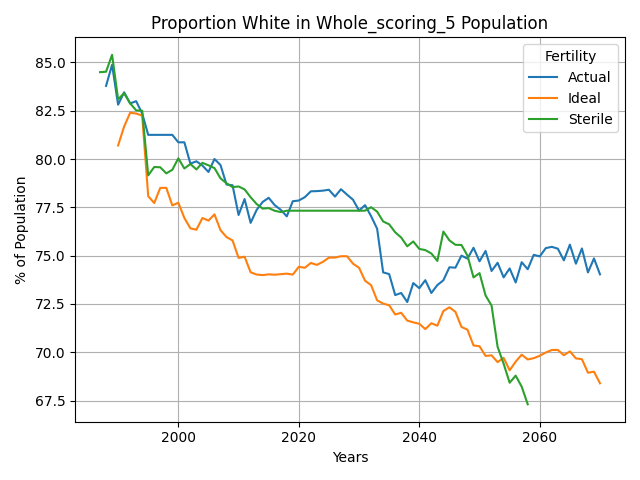 Proportion White in Whole_scoring_5 Population
% of Population
85.0
82.5
80.0
77.5
75.0
72.5
70.0
67.5
Fertility
Actual
Ideal
Sterile
2000
2020
2040
2060
Years